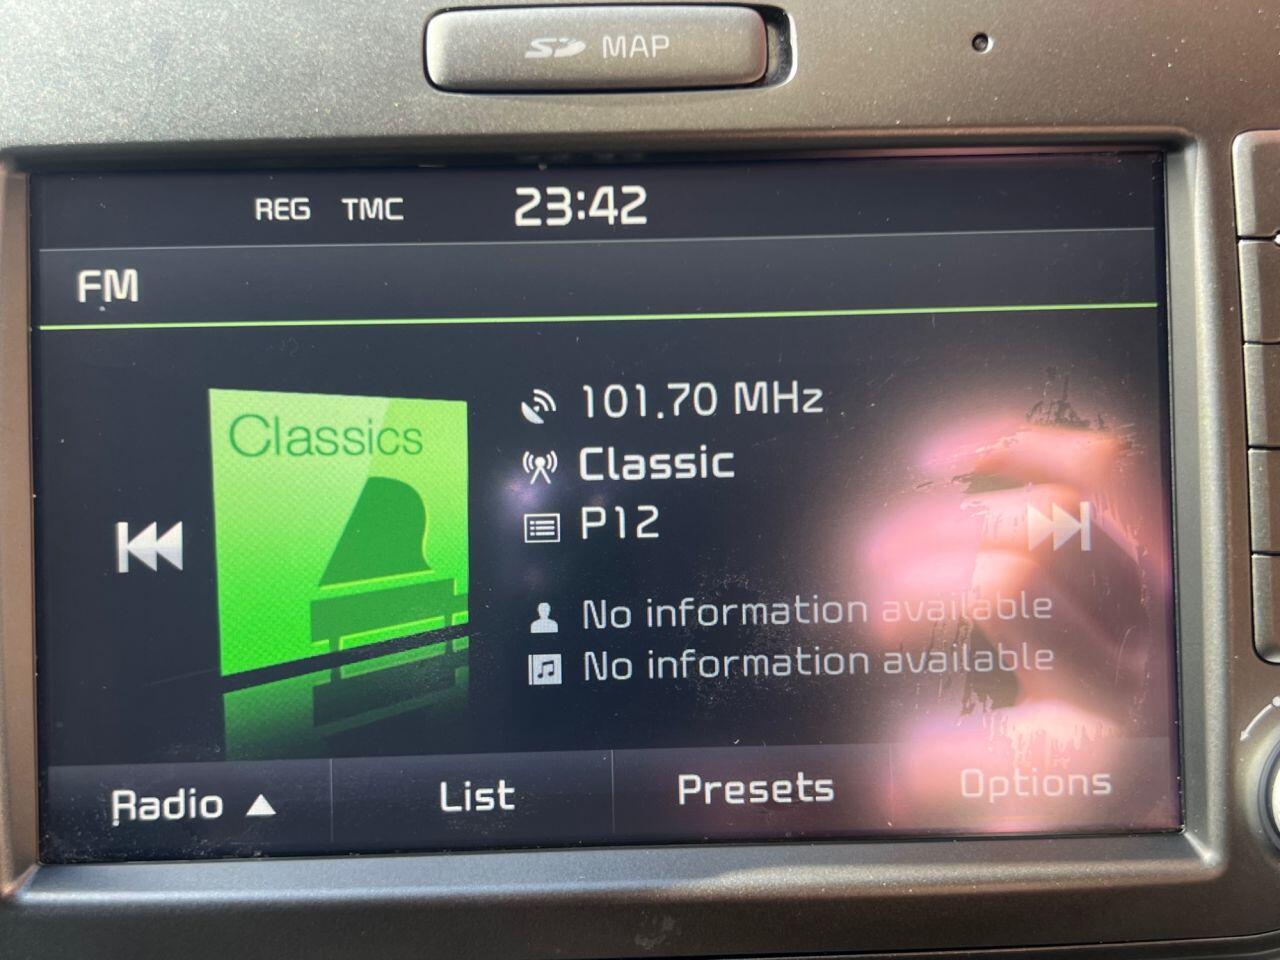 SD MAP
REG TMC 23:42
FM
Classics
101.70 MHz
Classic
P12
No information available
No information available
Radio ▲ List Presets Options